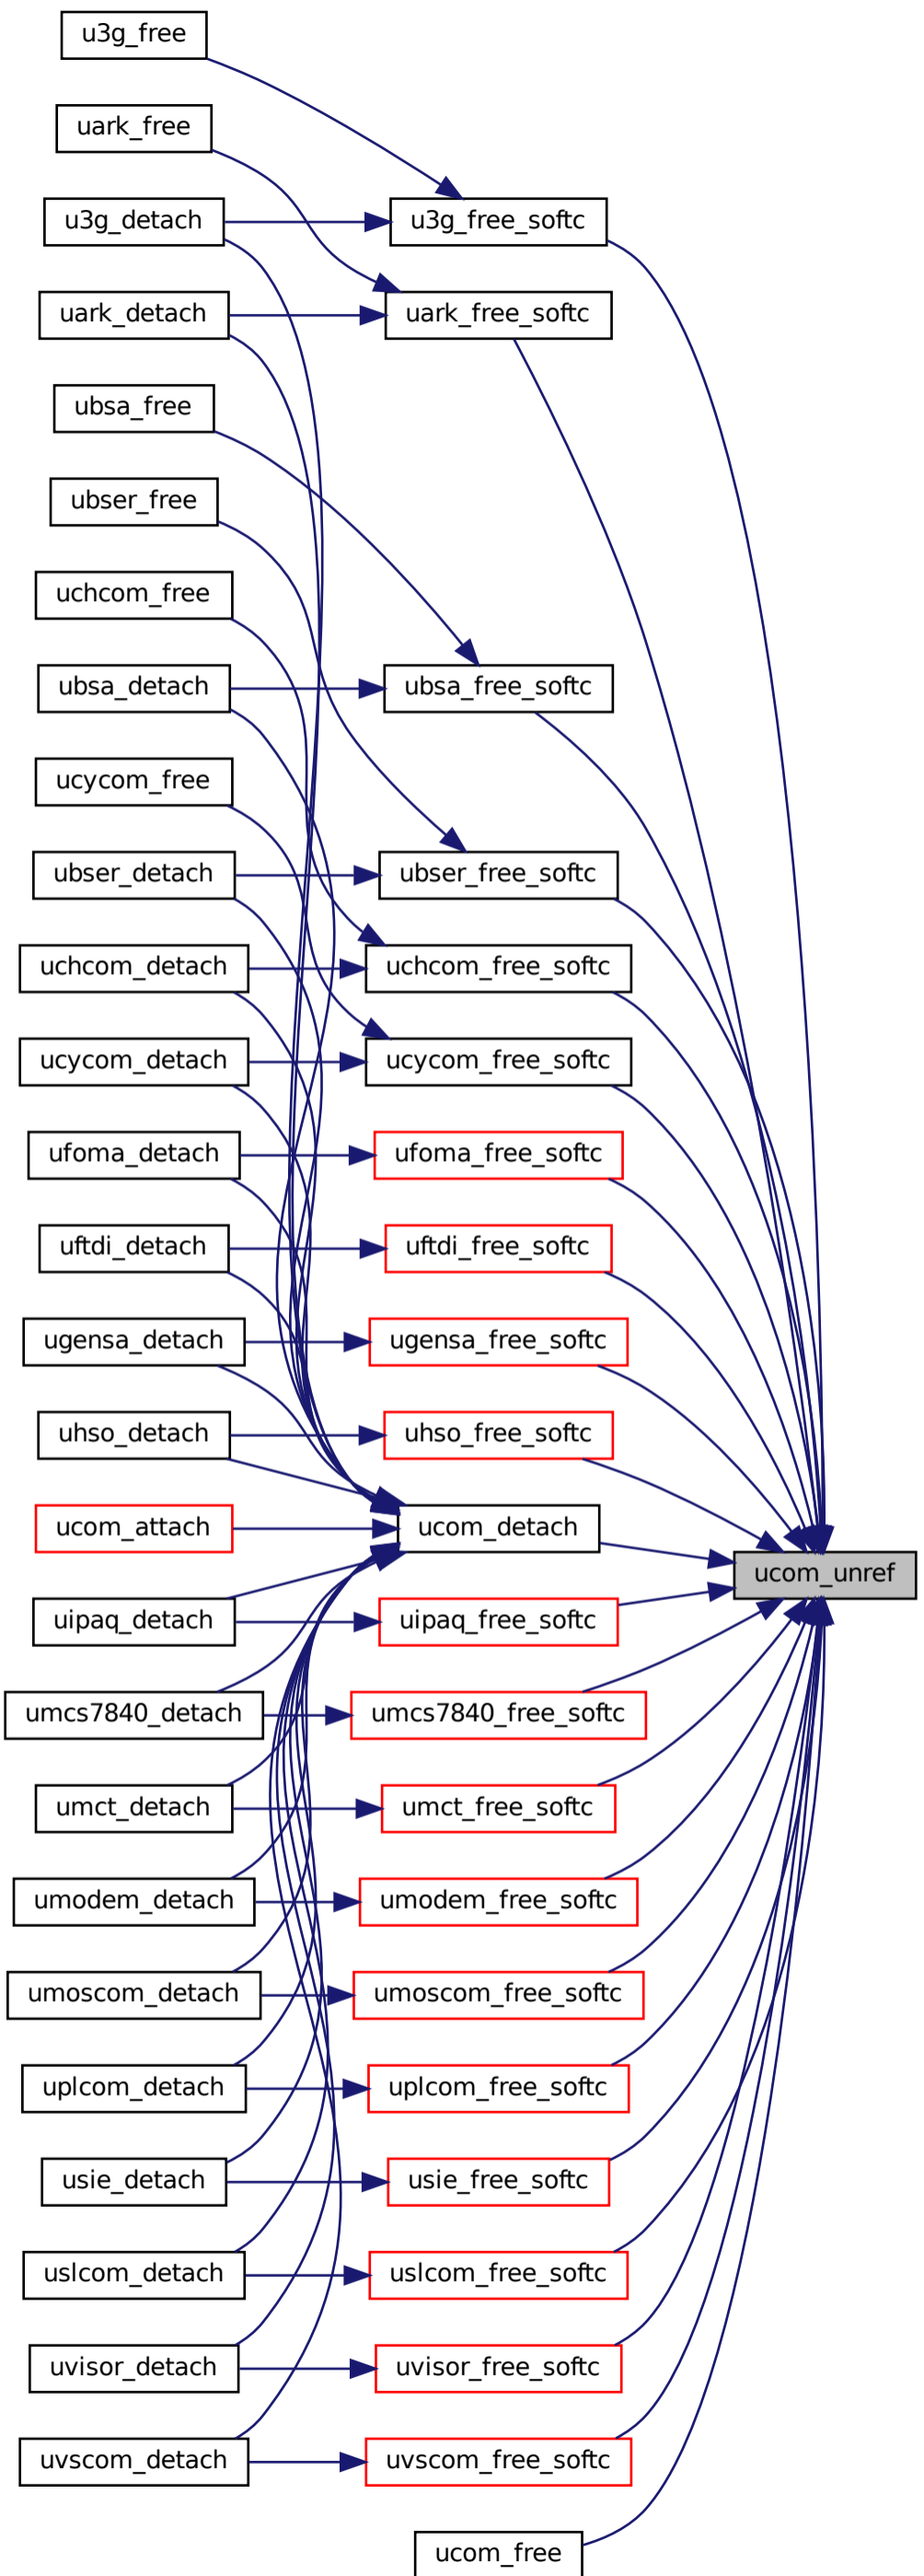 u3g_free
uark_free
u3g_detach
u3g_free_softc
uark_detach
uark_free_softc
ubsa_free
ubser_free
uchcom_free
ubsa_detach
ubsa_free_softc
ucycom_free
ubser_detach
ubser_free_softc
uchcom_detach
uchcom_free_softc
ucycom_detach
ucycom_free_softc
ufoma_detach
ufoma_free_softc
uftdi_detach
uftdi_free_softc
ugensa_detach
ugensa_free_softc
uhso_detach
uhso_free_softc
ucom_attach
ucom_detach
ucom_unref
uipaq_detach
uipaq_free_softc
umcs7840_detach
umcs7840_free_softc
umct_detach
umct_free_softc
umodem_detach
umodem_free_softc
umoscom_detach
umoscom_free_softc
uplcom_detach
uplcom_free_softc
usie_detach
usie_free_softc
uslcom_detach
uslcom_free_softc
uvisor_detach
uvisor_free_softc
uvscom_detach
uvscom_free_softc
ucom_free